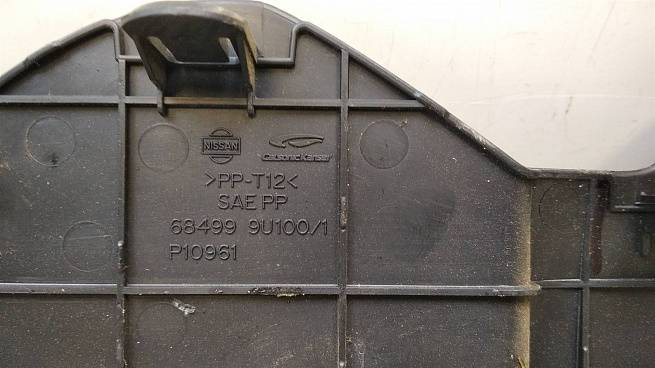 NISSAN
CalsonicKansei
>PP-T12<
SAE PP
68499 9U100/1
P10961